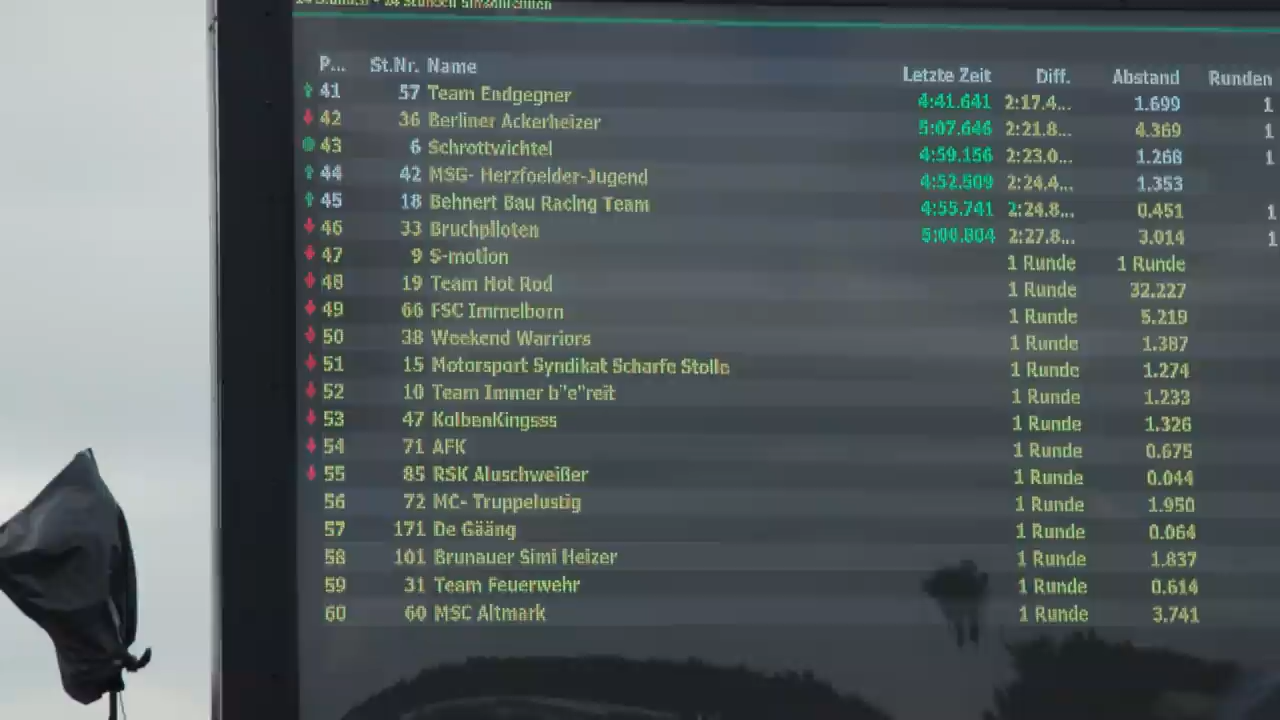 24 Stunden - 24 Stunden Simsonrennen
P... St.Nr. Name Letzte Zeit Diff. Abstand Runden
41 57 Team Endgegner 4:41.641 2:17.4... 1.699 1
42 36 Berliner Ackerheizer 5:07.646 2:21.8... 4.369 1
43 6 Schrottwichtel 4:59.156 2:23.0... 1.268 1
44 42 MSG- Herzfoelder-Jugend 4:52.509 2:24.4... 1.353
45 18 Behnert Bau Racing Team 4:55.741 2:24.8... 0.451 1
46 33 Bruchpiloten 5:00.804 2:27.8... 3.014 1
47 9 S-motion 1 Runde 1 Runde
48 19 Team Hot Rod 1 Runde 32.227
49 66 FSC Immelborn 1 Runde 5.219
50 38 Weekend Warriors 1 Runde 1.387
51 15 Motorsport Syndikat Scharfe Stolle 1 Runde 1.274
52 10 Team Immer b"e"reit 1 Runde 1.233
53 47 KolbenKingsss 1 Runde 1.326
54 71 AFK 1 Runde 0.675
55 85 RSK Aluschweißer 1 Runde 0.044
56 72 MC- Truppelustig 1 Runde 1.950
57 171 De Gääng 1 Runde 0.064
58 101 Brunauer Simi Heizer 1 Runde 1.837
59 31 Team Feuerwehr 1 Runde 0.614
60 60 MSC Altmark 1 Runde 3.741